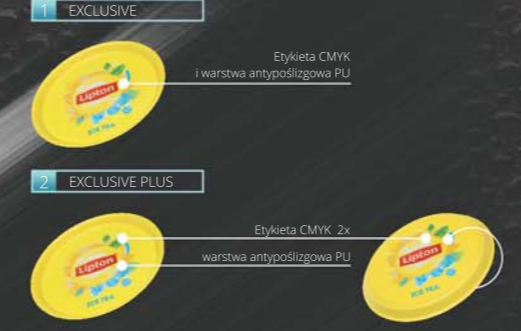 1 EXCLUSIVE
Etykieta CMYK
i warstwa antypoślizgowa PU
Lipton
ICE TEA
2 EXCLUSIVE PLUS
Etykieta CMYK 2x
warstwa antypoślizgowa PU
Lipton
ICE TEA
Lipton
ICE TEA